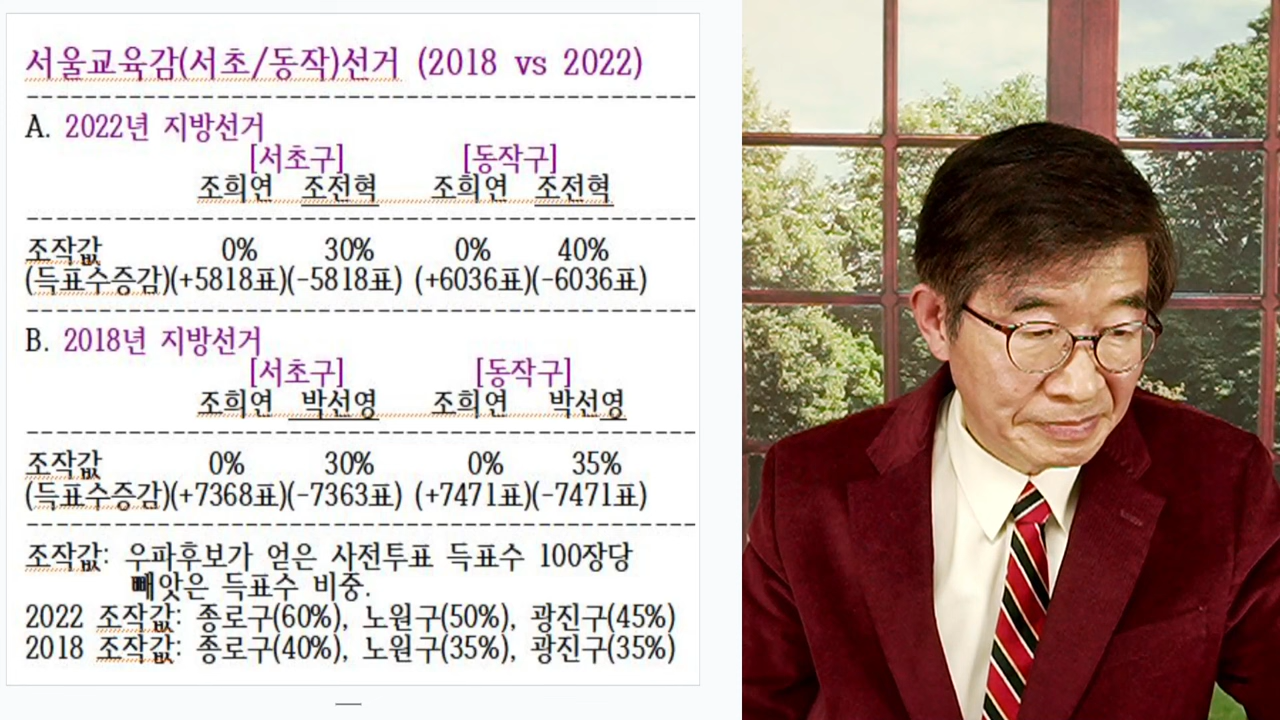 서울교육감(서초/동작)선거 (2018 vs 2022)
A. 2022년 지방선거
[서초구] [동작구]
조희연 조전혁 조희연 조전혁
조작값 0% 30% 0% 40%
(득표수증감)(+5818표)(-5818표) (+6036표)(-6036표)
B. 2018년 지방선거
[서초구] [동작구]
조희연 박선영 조희연 박선영
조작값 0% 30% 0% 35%
(득표수증감)(+7368표)(-7363표) (+7471표)(-7471표)
조작값: 우파후보가 얻은 사전투표 득표수 100장당
빼앗은 득표수 비중.
2022 조작값: 종로구(60%), 노원구(50%), 광진구(45%)
2018 조작값: 종로구(40%), 노원구(35%), 광진구(35%)